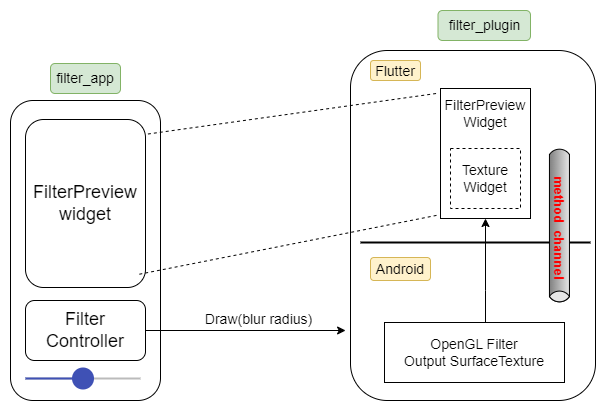 filter_plugin
filter_app
Flutter
FilterPreview
Widget
Texture
Widget
FilterPreview
widget
method channel
Android
Filter
Controller
Draw(blur radius)
OpenGL Filter
Output SurfaceTexture